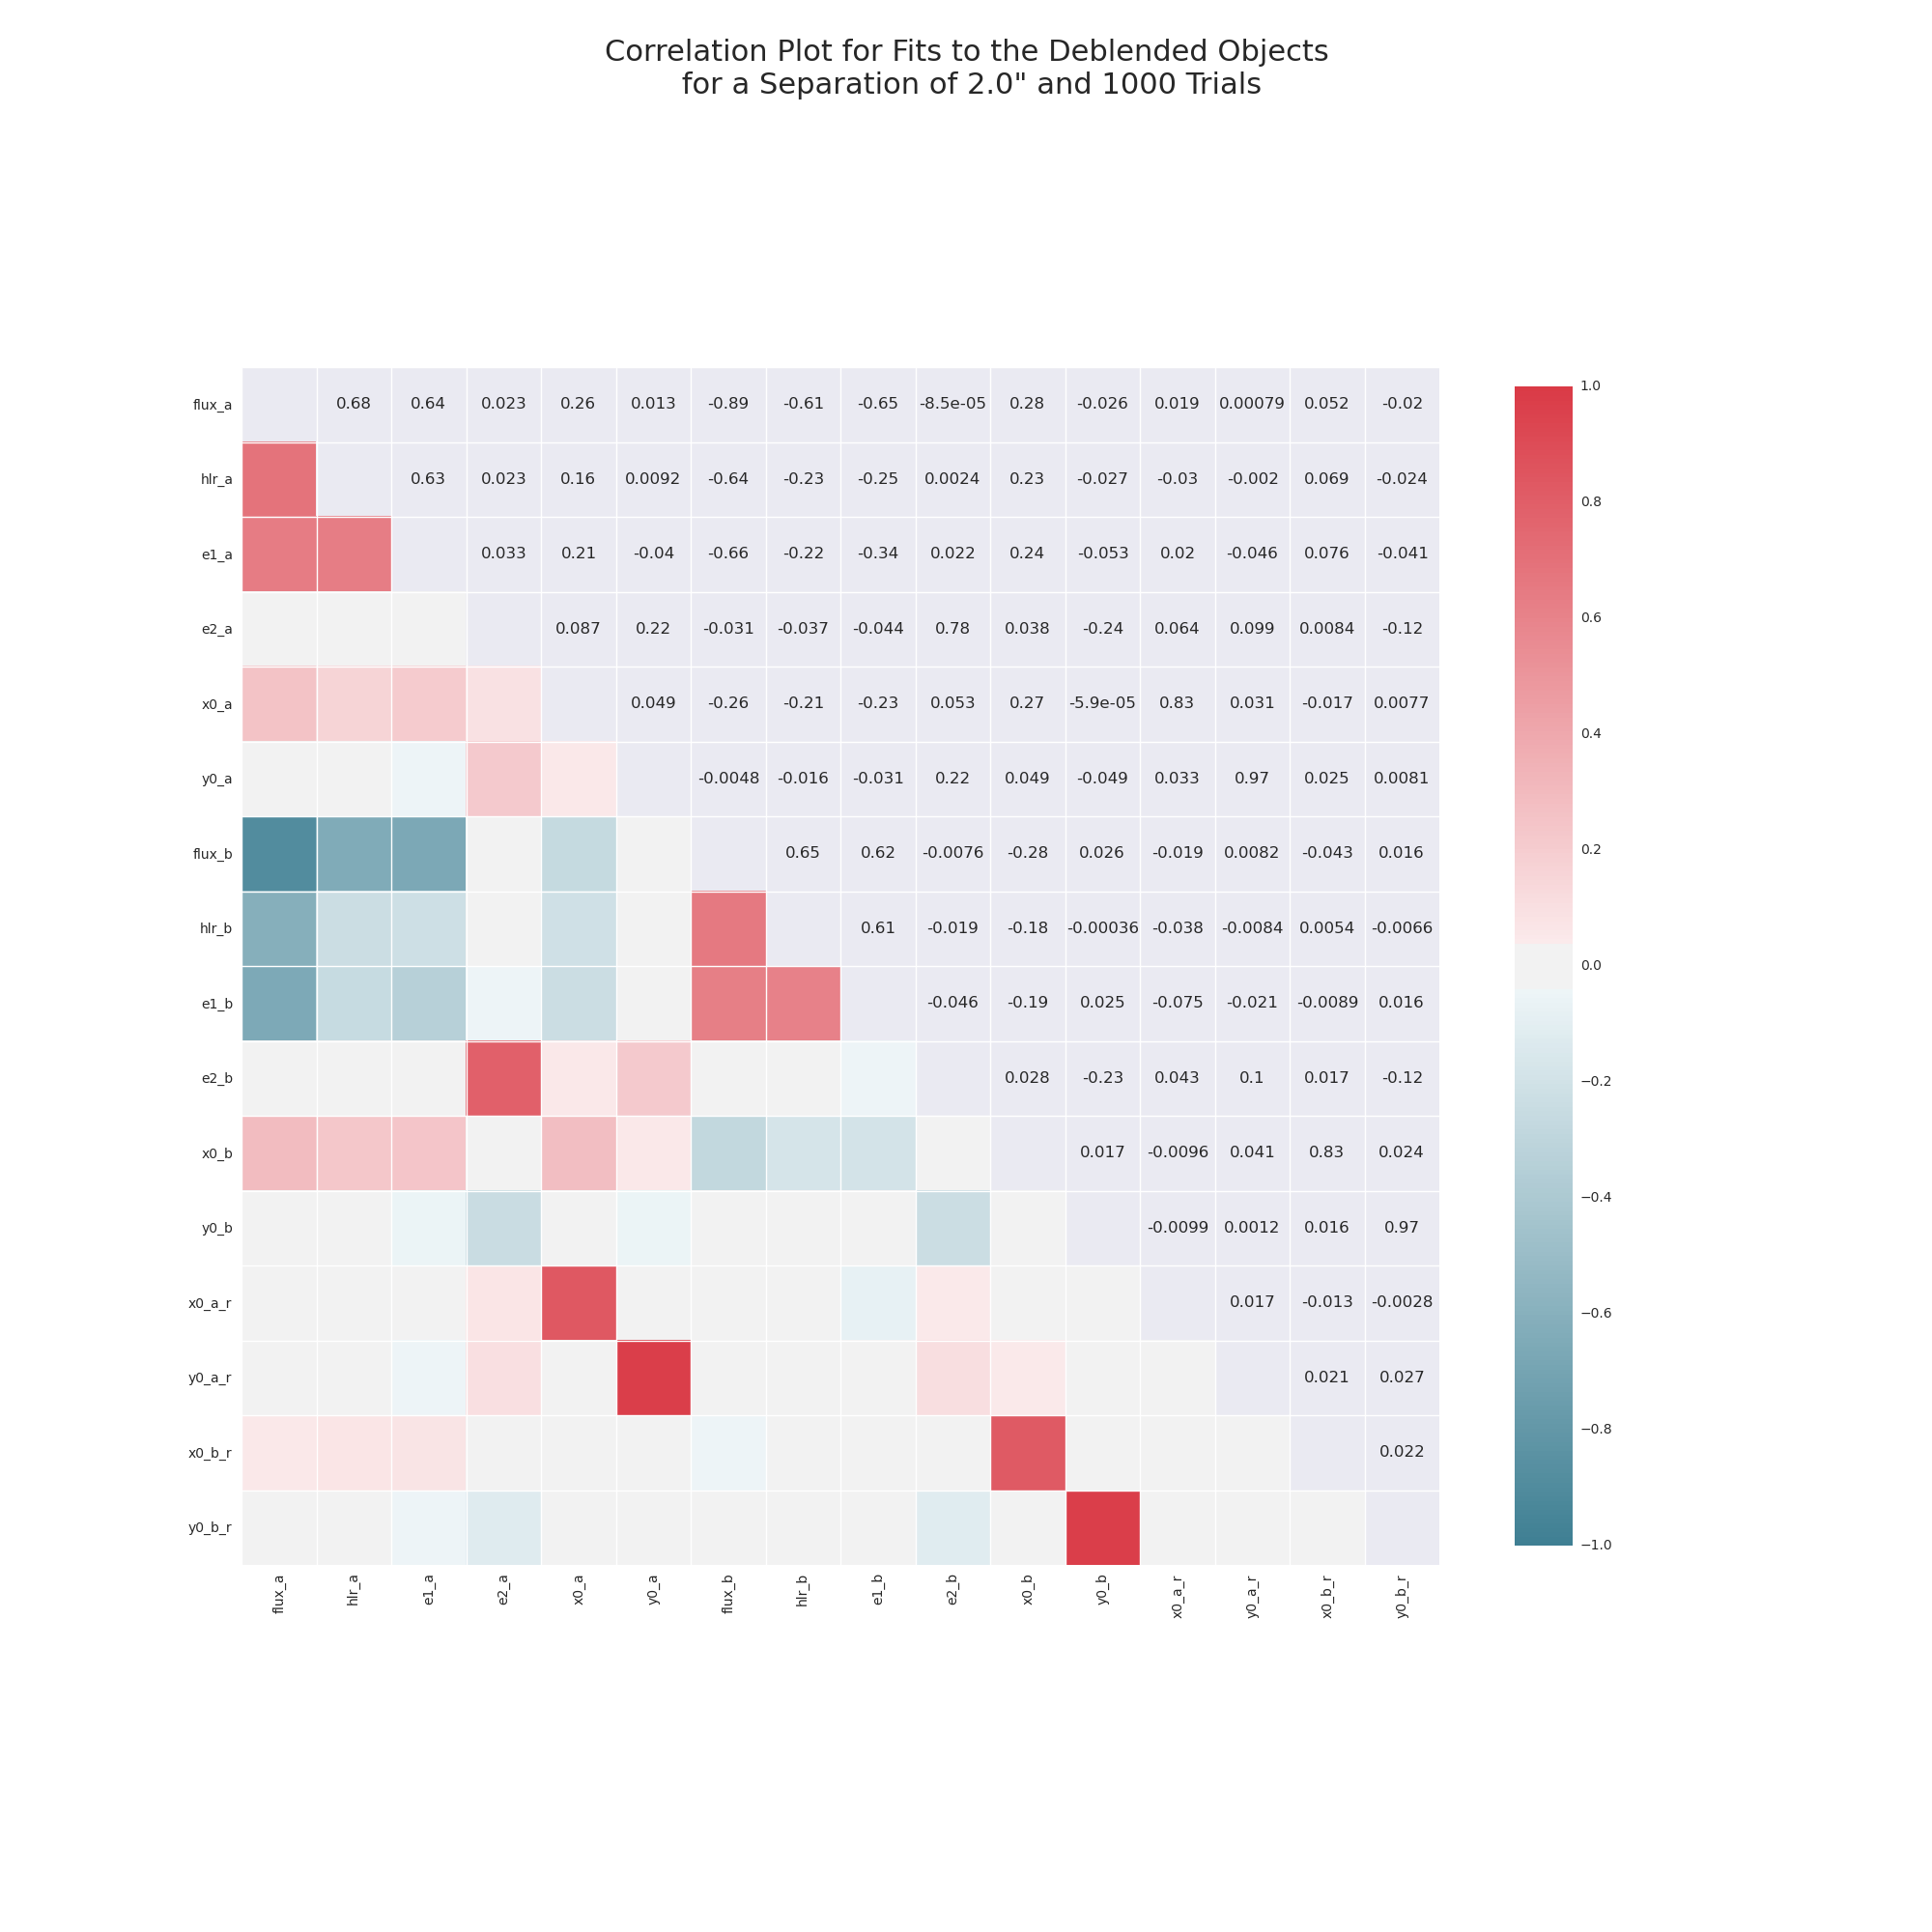 Correlation Plot for Fits to the Deblended Objects
for a Separation of 2.0" and 1000 Trials
flux_a 0.68 0.64 0.023 0.26 0.013 -0.89 -0.61 -0.65 -8.5e-05 0.28 -0.026 0.019 0.00079 0.052 -0.02
hlr_a 0.63 0.023 0.16 0.0092 -0.64 -0.23 -0.25 0.0024 0.23 -0.027 -0.03 -0.002 0.069 -0.024
e1_a 0.033 0.21 -0.04 -0.66 -0.22 -0.34 0.022 0.24 -0.053 0.02 -0.046 0.076 -0.041
e2_a 0.087 0.22 -0.031 -0.037 -0.044 0.78 0.038 -0.24 0.064 0.099 0.0084 -0.12
x0_a 0.049 -0.26 -0.21 -0.23 0.053 0.27 -5.9e-05 0.83 0.031 -0.017 0.0077
y0_a -0.0048 -0.016 -0.031 0.22 0.049 -0.049 0.033 0.97 0.025 0.0081
flux_b 0.65 0.62 -0.0076 -0.28 0.026 -0.019 0.0082 -0.043 0.016
hlr_b 0.61 -0.019 -0.18 -0.00036 -0.038 -0.0084 0.0054 -0.0066
e1_b -0.046 -0.19 0.025 -0.075 -0.021 -0.0089 0.016
e2_b 0.028 -0.23 0.043 0.1 0.017 -0.12
x0_b 0.017 -0.0096 0.041 0.83 0.024
y0_b -0.0099 0.0012 0.016 0.97
x0_a_r 0.017 -0.013 -0.0028
y0_a_r 0.021 0.027
x0_b_r 0.022
y0_b_r
flux_a hlr_a e1_a e2_a x0_a y0_a flux_b hlr_b e1_b e2_b x0_b y0_b x0_a_r y0_a_r x0_b_r y0_b_r
1.0
0.8
0.6
0.4
0.2
0.0
−0.2
−0.4
−0.6
−0.8
−1.0